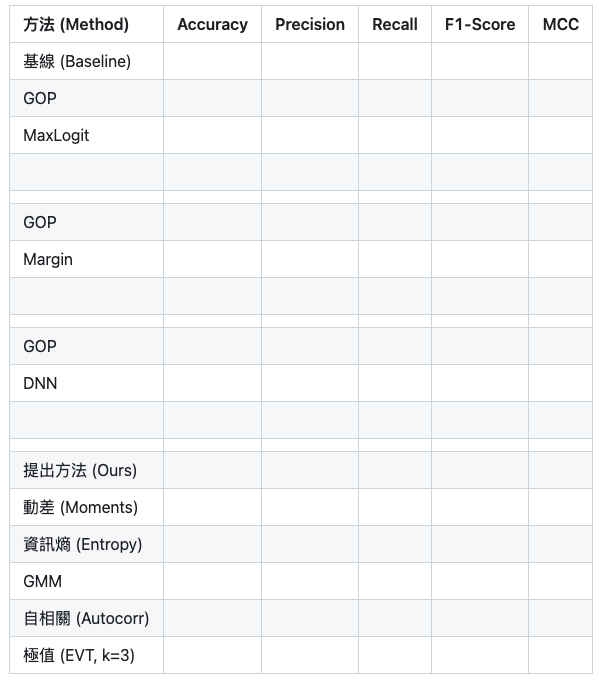 方法 (Method) Accuracy Precision Recall F1-Score MCC
基線 (Baseline)
GOP
MaxLogit
GOP
Margin
GOP
DNN
提出方法 (Ours)
動差 (Moments)
資訊熵 (Entropy)
GMM
自相關 (Autocorr)
極值 (EVT, k=3)